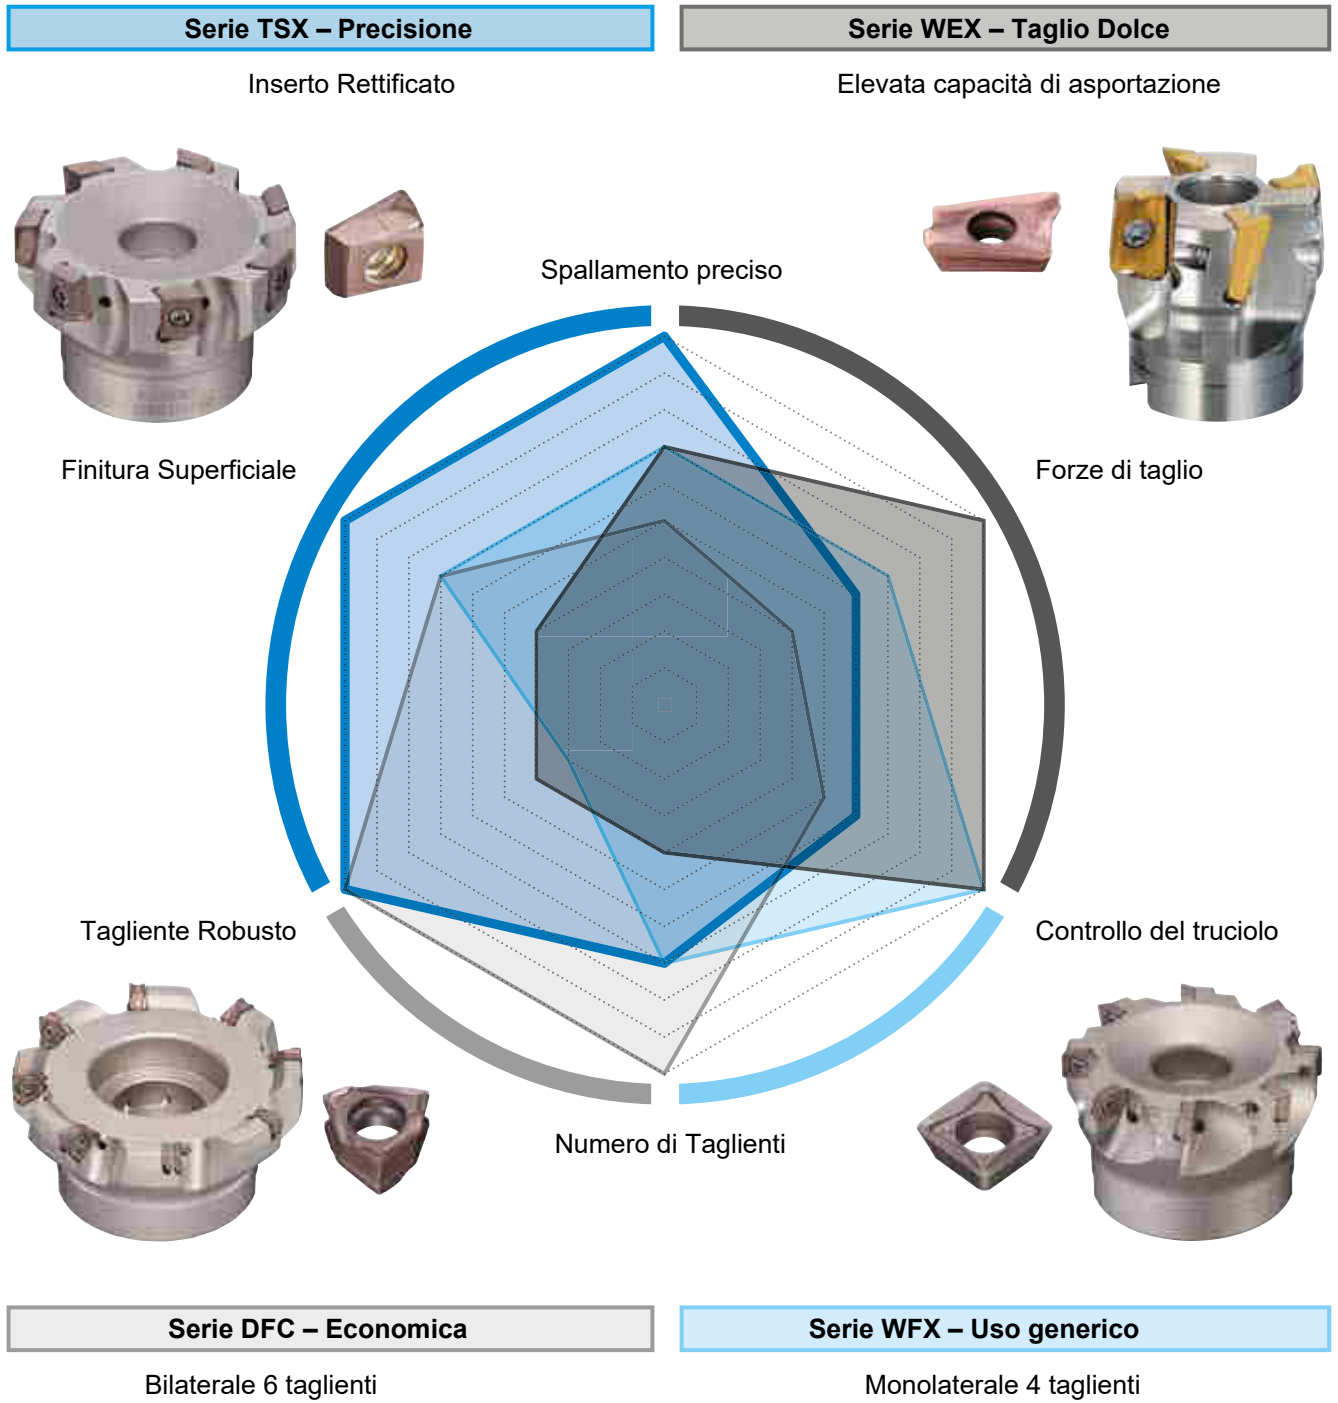 Serie TSX – Precisione
Serie WEX – Taglio Dolce
Inserto Rettificato
Elevata capacità di asportazione
Spallamento preciso
Finitura Superficiale
Forze di taglio
Tagliente Robusto
Controllo del truciolo
Numero di Taglienti
Serie DFC – Economica
Serie WFX – Uso generico
Bilaterale 6 taglienti
Monolaterale 4 taglienti